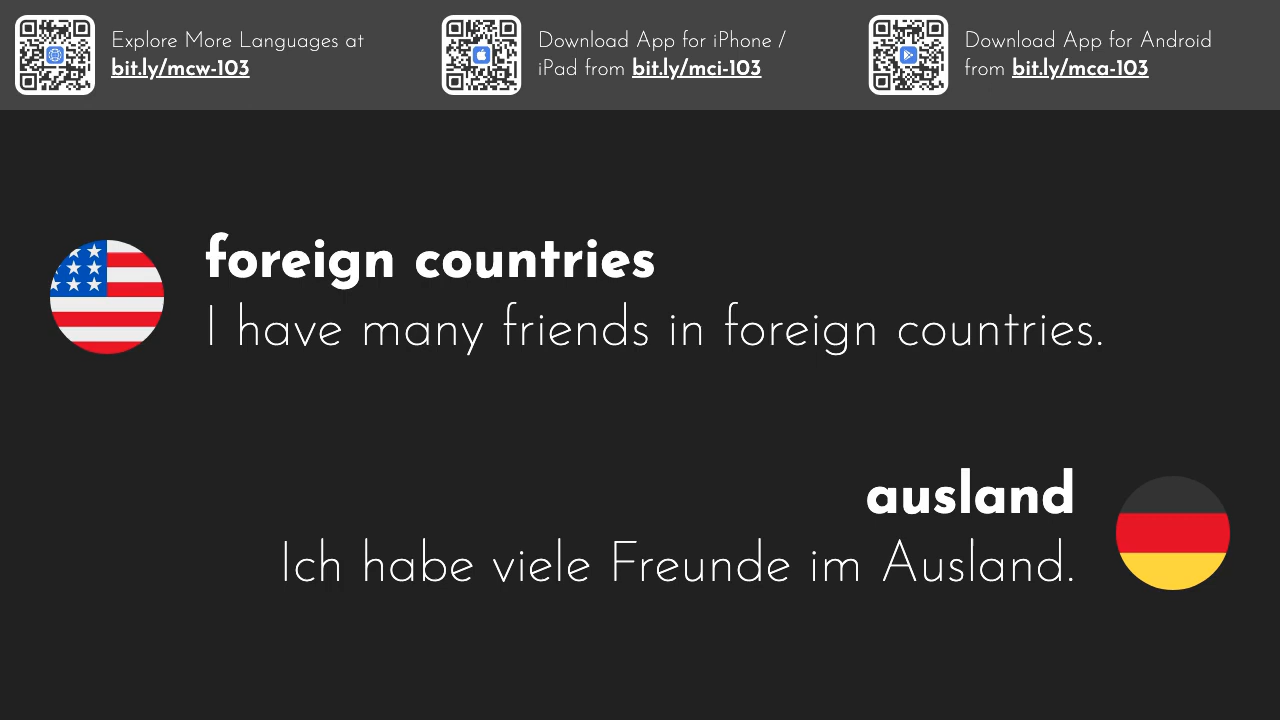 Explore More Languages at
bit.ly/mcw-103
Download App for iPhone /
iPad from bit.ly/mci-103
Download App for Android
from bit.ly/mca-103
foreign countries
I have many friends in foreign countries.
ausland
Ich habe viele Freunde im Ausland.